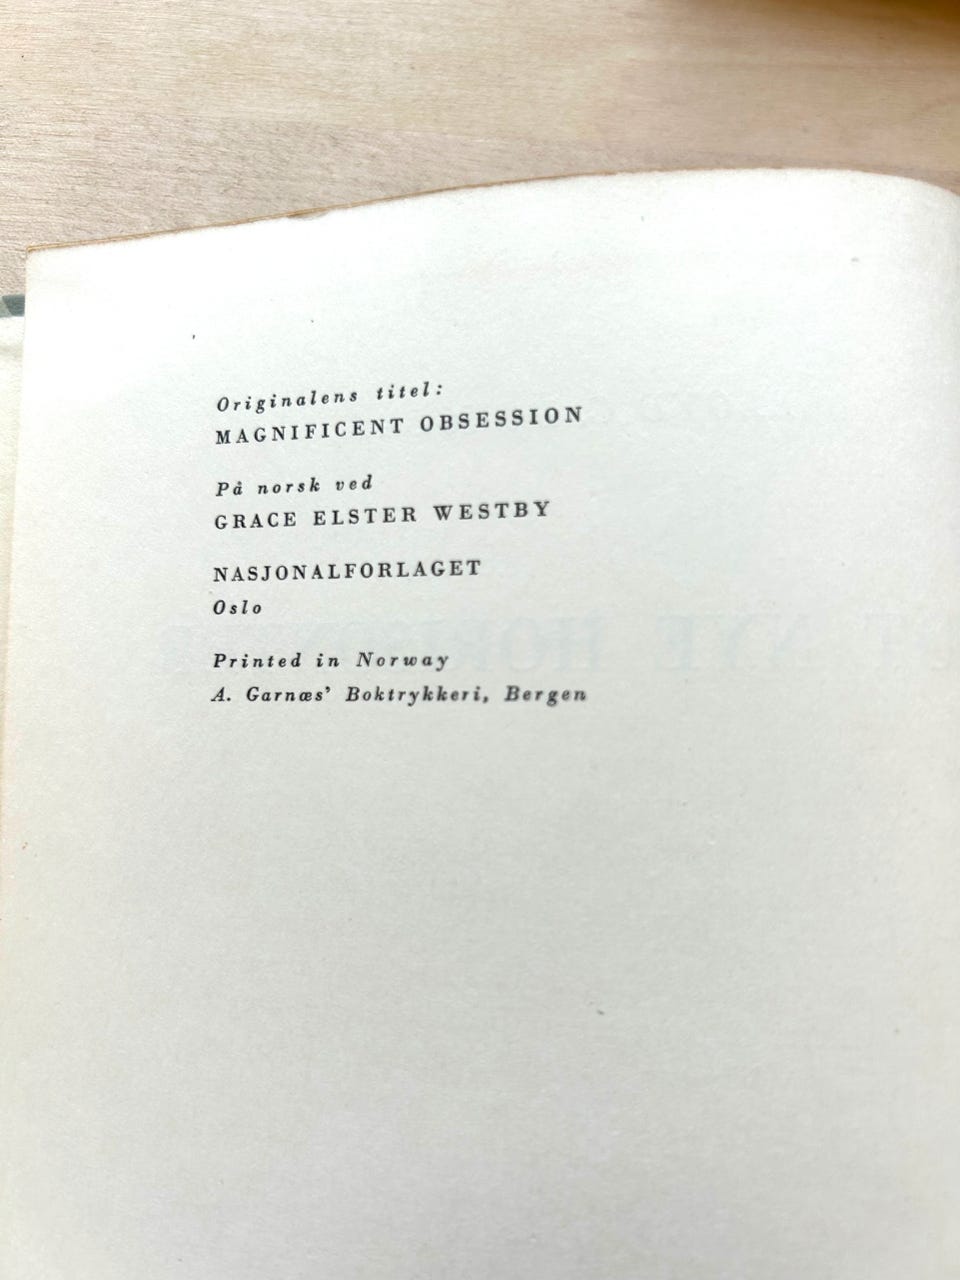 Originalens titel:
MAGNIFICENT OBSESSION
På norsk ved
GRACE ELSTER WESTBY
NASJONALFORLAGET
Oslo
Printed in Norway
A. Garnæs’ Boktrykkeri, Bergen